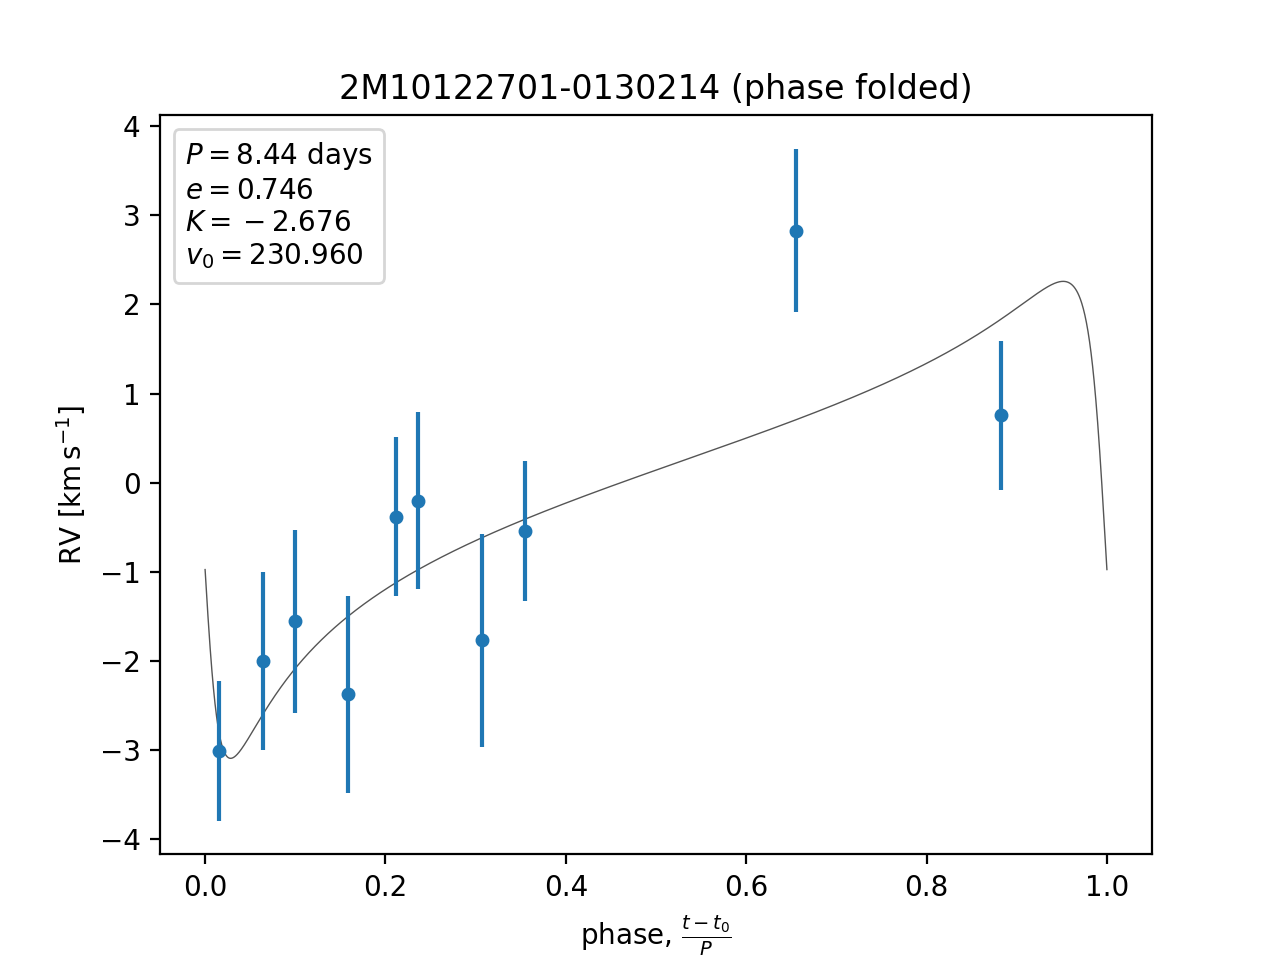 2M10122701-0130214 (phase folded)
P = 8.44 days
e = 0.746
K = −2.676
v₀ = 230.960
4
3
2
1
0
−1
−2
−3
−4
RV [km s⁻¹]
0.0 0.2 0.4 0.6 0.8 1.0
phase, (t − t₀)/P